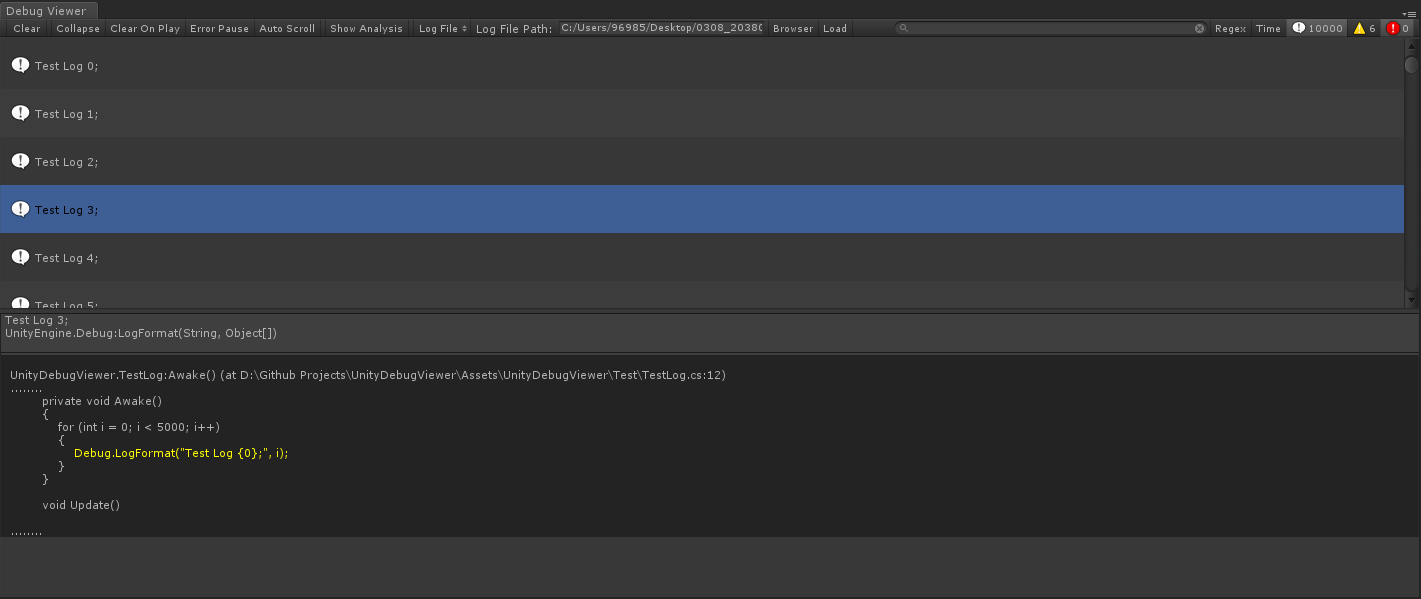 Debug Viewer
Clear Collapse Clear On Play Error Pause Auto Scroll Show Analysis Log File Log File Path: C:/Users/96985/Desktop/0308_2038 Browser Load Regex Time 10000 6 0
Test Log 0;
Test Log 1;
Test Log 2;
Test Log 3;
Test Log 4;
Test Log 5;
Test Log 3;
UnityEngine.Debug:LogFormat(String, Object[])
UnityDebugViewer.TestLog:Awake() (at D:\Github Projects\UnityDebugViewer\Assets\UnityDebugViewer\Test\TestLog.cs:12)
........
private void Awake()
{
for (int i = 0; i < 5000; i++)
{
Debug.LogFormat("Test Log {0};", i);
}
}
void Update()
........